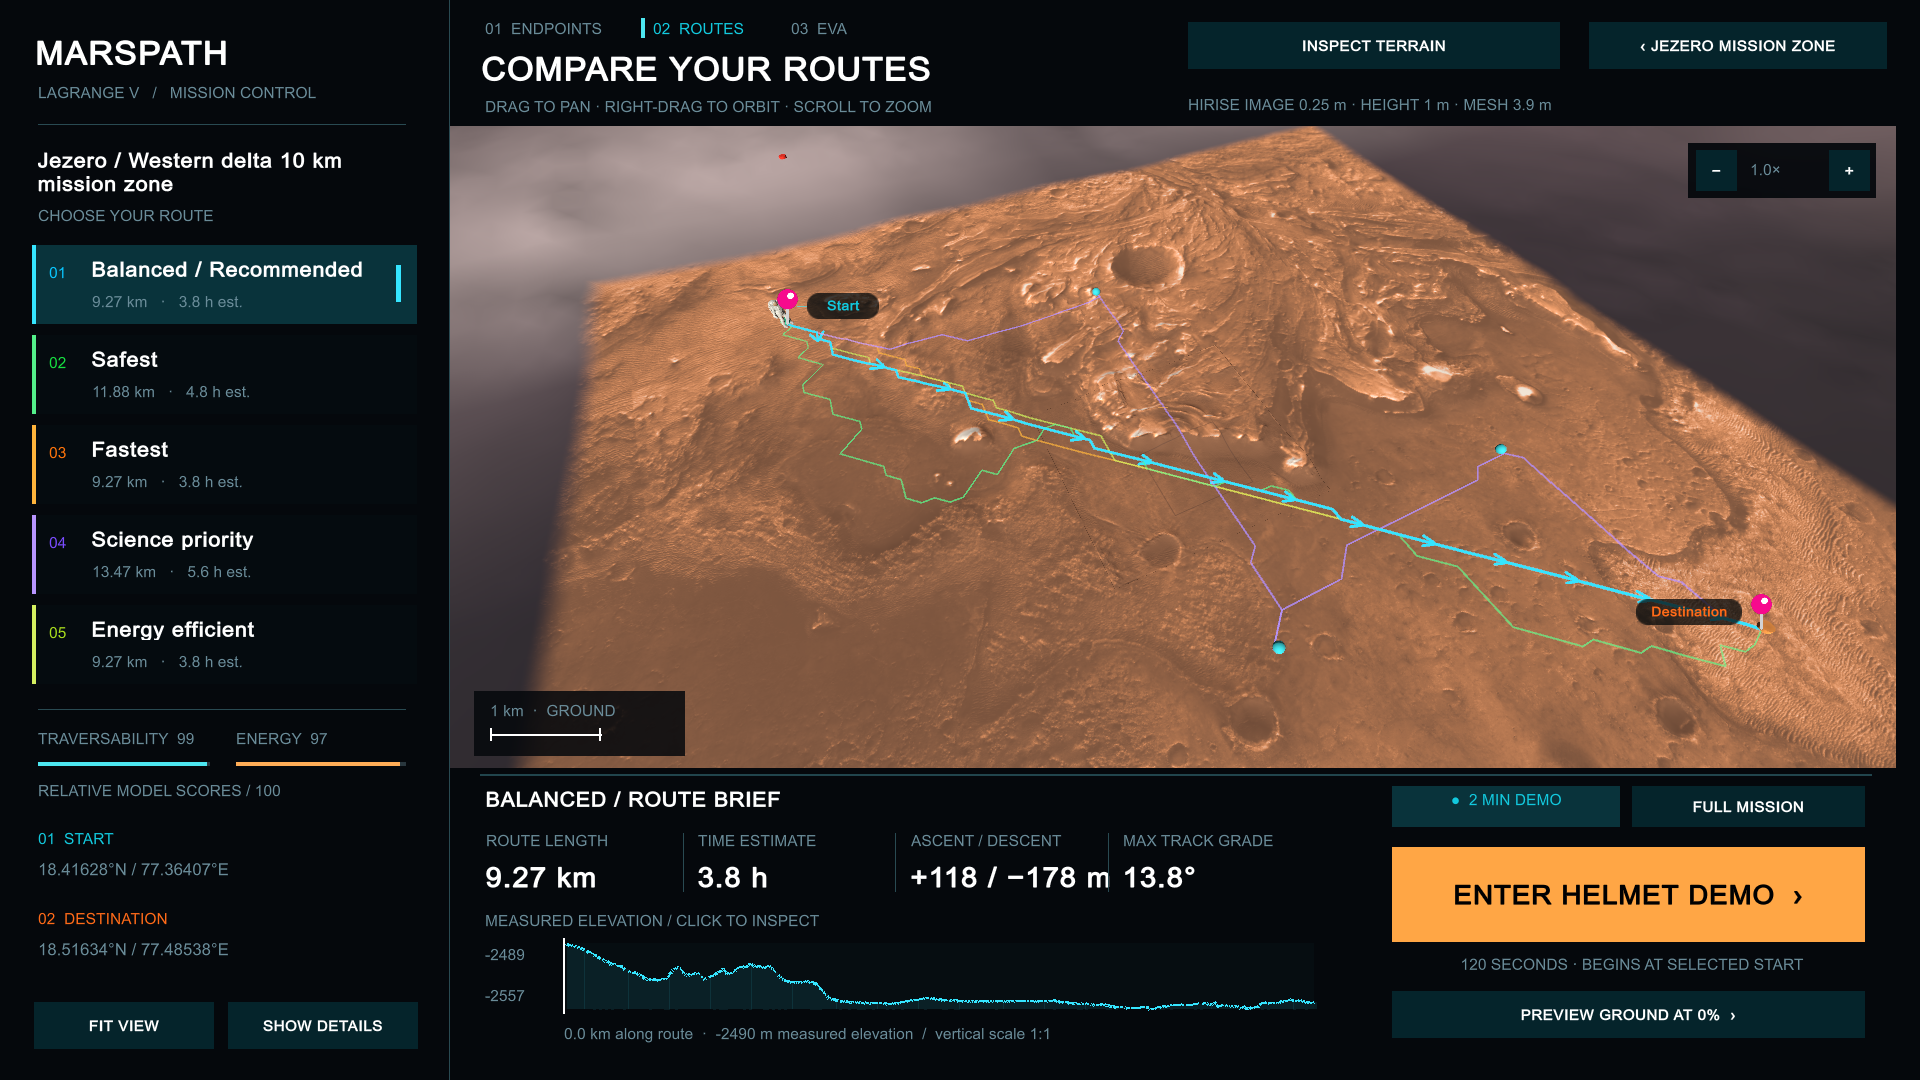 MARSPATH
LAGRANGE V / MISSION CONTROL
Jezero / Western delta 10 km
mission zone
CHOOSE YOUR ROUTE
01 Balanced / Recommended
9.27 km · 3.8 h est.
02 Safest
11.88 km · 4.8 h est.
03 Fastest
9.27 km · 3.8 h est.
04 Science priority
13.47 km · 5.6 h est.
05 Energy efficient
9.27 km · 3.8 h est.
TRAVERSABILITY 99 ENERGY 97
RELATIVE MODEL SCORES / 100
01 START
18.41628°N / 77.36407°E
02 DESTINATION
18.51634°N / 77.48538°E
FIT VIEW SHOW DETAILS
01 ENDPOINTS 02 ROUTES 03 EVA
COMPARE YOUR ROUTES
DRAG TO PAN · RIGHT-DRAG TO ORBIT · SCROLL TO ZOOM
INSPECT TERRAIN ‹ JEZERO MISSION ZONE
HIRISE IMAGE 0.25 m · HEIGHT 1 m · MESH 3.9 m
− 1.0× +
Start
Destination
1 km · GROUND
BALANCED / ROUTE BRIEF
ROUTE LENGTH TIME ESTIMATE ASCENT / DESCENT MAX TRACK GRADE
9.27 km 3.8 h +118 / −178 m 13.8°
MEASURED ELEVATION / CLICK TO INSPECT
-2489
-2557
0.0 km along route · -2490 m measured elevation / vertical scale 1:1
● 2 MIN DEMO FULL MISSION
ENTER HELMET DEMO ›
120 SECONDS · BEGINS AT SELECTED START
PREVIEW GROUND AT 0% ›